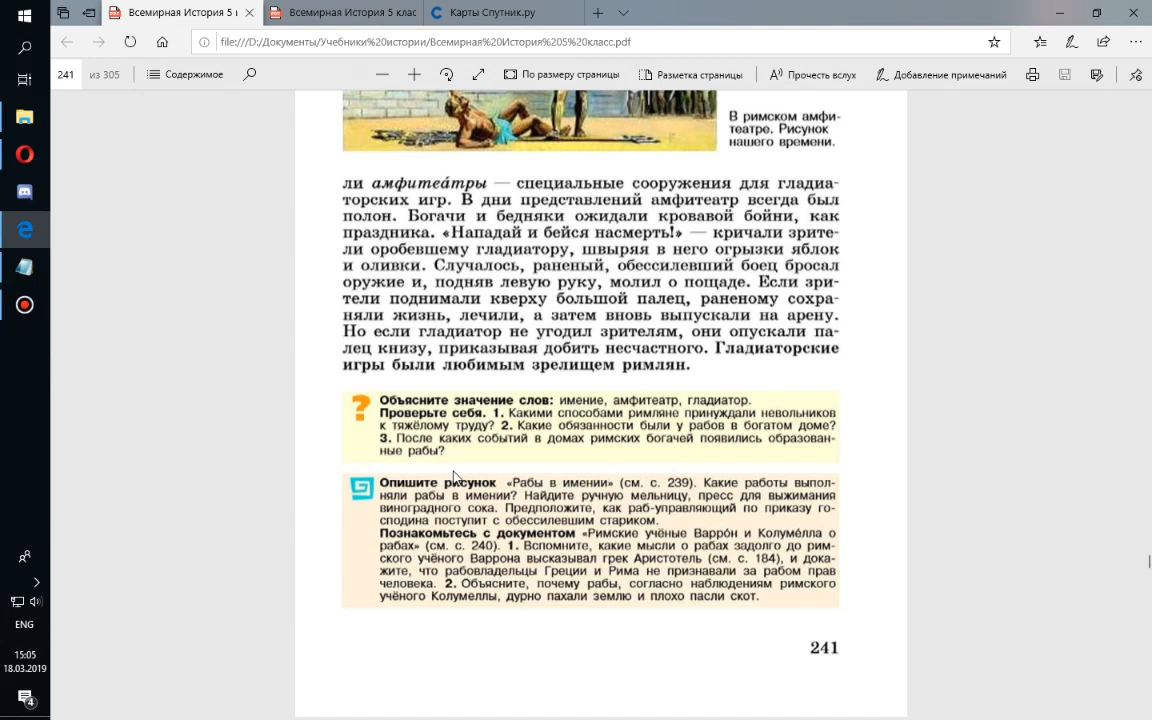 Всемирная История 5 к
Всемирная История 5 клас
Карты Спутник.ру
file:///D:/Документы/Учебники%20истории/Всемирная%20История%205%20класс.pdf
241 из 305 Содержимое По размеру страницы Разметка страницы Прочесть вслух Добавление примечаний
В римском амфи-
театре. Рисунок
нашего времени.
ли амфитеа́тры — специальные сооружения для гладиа-
торских игр. В дни представлений амфитеатр всегда был
полон. Богачи и бедняки ожидали кровавой бойни, как
праздника. «Нападай и бейся насмерть!» — кричали зрите-
ли оробевшему гладиатору, швыряя в него огрызки яблок
и оливки. Случалось, раненый, обессилевший боец бросал
оружие и, подняв левую руку, молил о пощаде. Если зри-
тели поднимали кверху большой палец, раненому сохра-
няли жизнь, лечили, а затем вновь выпускали на арену.
Но если гладиатор не угодил зрителям, они опускали па-
лец книзу, приказывая добить несчастного. Гладиаторские
игры были любимым зрелищем римлян.
?
Объясните значение слов: имение, амфитеатр, гладиатор.
Проверьте себя. 1. Какими способами римляне принуждали невольников
к тяжёлому труду? 2. Какие обязанности были у рабов в богатом доме?
3. После каких событий в домах римских богачей появились образован-
ные рабы?
Опишите рисунок «Рабы в имении» (см. с. 239). Какие работы выпол-
няли рабы в имении? Найдите ручную мельницу, пресс для выжимания
виноградного сока. Предположите, как раб-управляющий по приказу го-
сподина поступит с обессилевшим стариком.
Познакомьтесь с документом «Римские учёные Варро́н и Колуме́лла о
рабах» (см. с. 240). 1. Вспомните, какие мысли о рабах задолго до рим-
ского учёного Варрона высказывал грек Аристотель (см. с. 184), и дока-
жите, что рабовладельцы Греции и Рима не признавали за рабом прав
человека. 2. Объясните, почему рабы, согласно наблюдениям римского
учёного Колумеллы, дурно пахали землю и плохо пасли скот.
241
ENG
15:05
18.03.2019
4